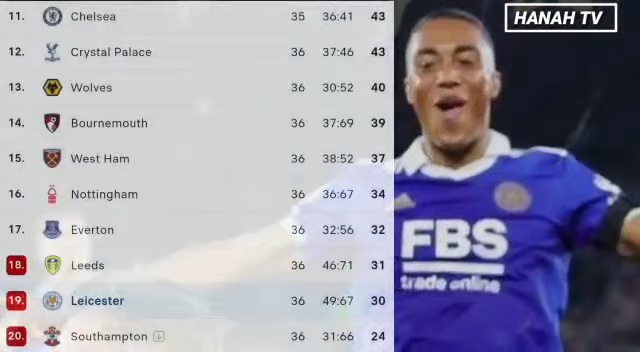 11. Chelsea 35 36:41 43
12. Crystal Palace 36 37:46 43
13. Wolves 36 30:52 40
14. Bournemouth 36 37:69 39
15. West Ham 36 38:52 37
16. Nottingham 36 36:67 34
17. Everton 36 32:56 32
18. Leeds 36 46:71 31
19. Leicester 36 49:67 30
20. Southampton 36 31:66 24
HANAH TV
FBS
trade online